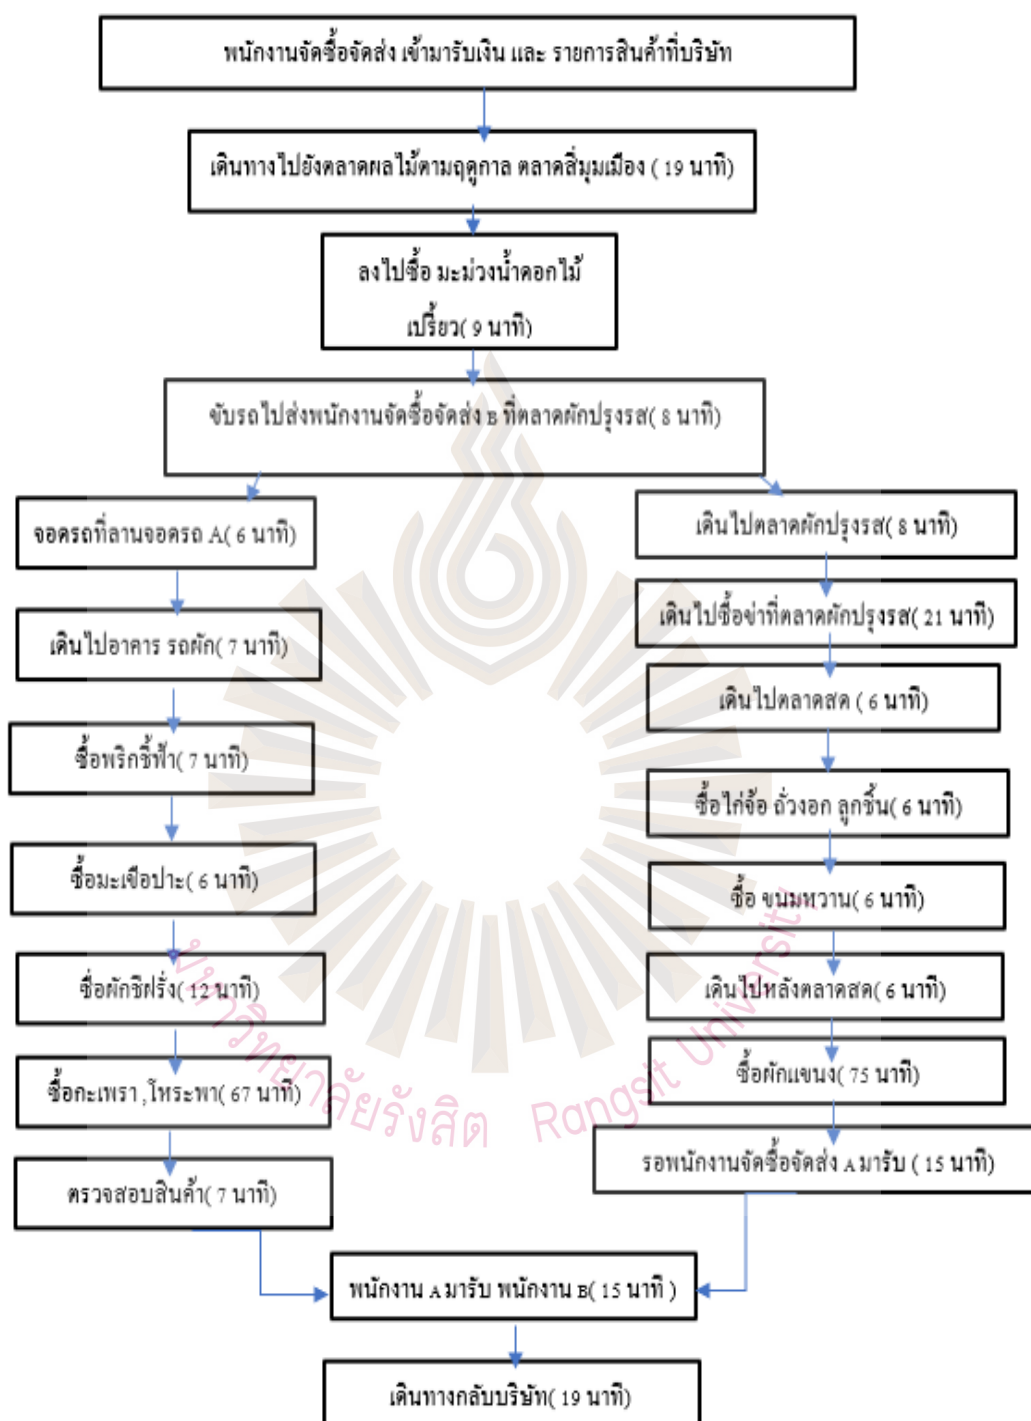 พนักงานจัดซื้อจัดส่ง เข้ามารับเงิน และ รายการสินค้าที่บริษัท
เดินทางไปยังตลาดผลไม้ตามฤดูกาล ตลาดสี่มุมเมือง ( 19 นาที)
ลงไปซื้อ มะม่วงน้ำดอกไม้
เปรี้ยว( 9 นาที)
ขับรถไปส่งพนักงานจัดซื้อจัดส่ง B ที่ตลาดผักปรุงรส( 8 นาที)
จอดรถที่ลานจอดรถ A( 6 นาที)
เดินไปอาคาร รถผัก( 7 นาที)
ซื้อพริกชี้ฟ้า( 7 นาที)
ซื้อมะเขือปาะ( 6 นาที)
ซื่อผักชีฝรั่ง( 12 นาที)
ซื้อกะเพรา ,โหระพา( 67 นาที)
ตรวจสอบสินค้า( 7 นาที)
เดินไปตลาดผักปรุงรส( 8 นาที)
เดินไปซื้อข่าที่ตลาดผักปรุงรส( 21 นาที)
เดินไปตลาดสด ( 6 นาที)
ซื้อไก่จ้อ ถั่วงอก ลูกชิ้น( 6 นาที)
ซื้อ ขนมหวาน( 6 นาที)
เดินไปหลังตลาดสด( 6 นาที)
ซื้อผักแขนง( 75 นาที)
รอพนักงานจัดซื้อจัดส่ง A มารับ ( 15 นาที)
พนักงาน A มารับ พนักงาน B( 15 นาที )
เดินทางกลับบริษัท( 19 นาที)
มหาวิทยาลัยรังสิต Rangsit University